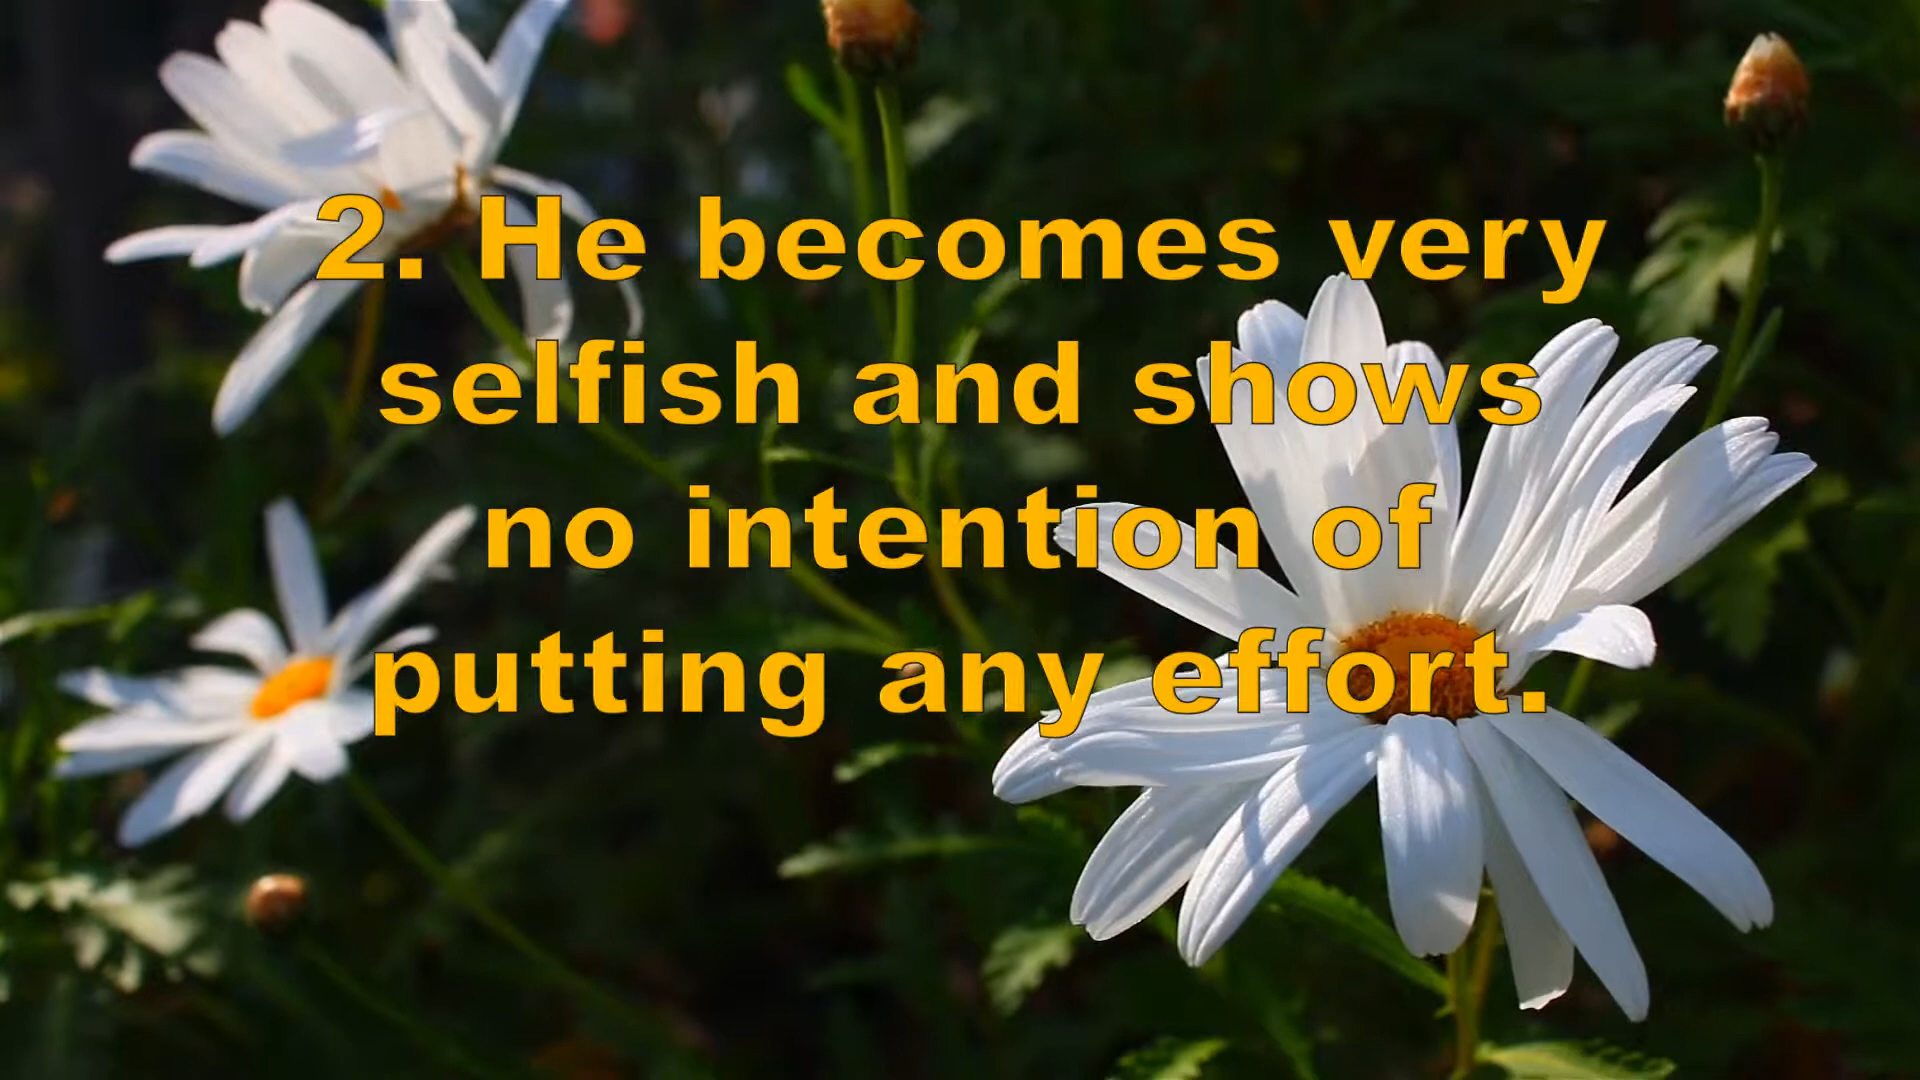 2. He becomes very
selfish and shows
no intention of
putting any effort.